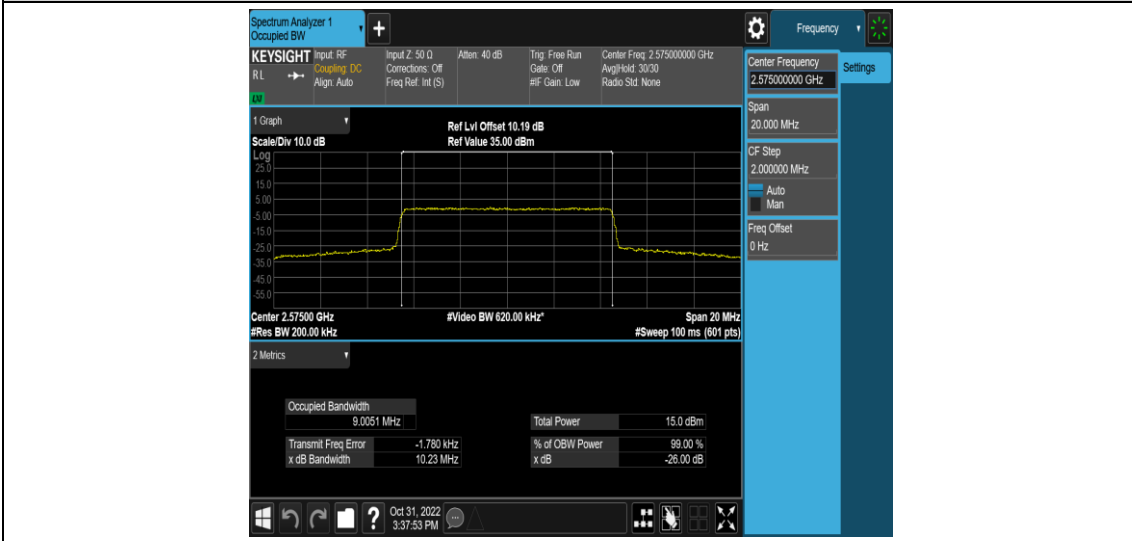 Spectrum Analyzer 1
Occupied BW
Frequency
KEYSIGHT
RL
Input: RF
Coupling: DC
Align: Auto
Input Z: 50 Ω
Corrections: Off
Freq Ref: Int (S)
Atten: 40 dB
Trig: Free Run
Gate: Off
#IF Gain: Low
Center Freq: 2.575000000 GHz
Avg|Hold: 30/30
Radio Std: None
Center Frequency
2.575000000 GHz
Settings
Span
20.000 MHz
CF Step
2.000000 MHz
Auto
Man
Freq Offset
0 Hz
1 Graph
Ref Lvl Offset 10.19 dB
Scale/Div 10.0 dB
Ref Value 35.00 dBm
Log
25.0
15.0
5.00
-5.00
-15.0
-25.0
-35.0
-45.0
-55.0
Center 2.57500 GHz
#Video BW 620.00 kHz*
Span 20 MHz
#Res BW 200.00 kHz
#Sweep 100 ms (601 pts)
2 Metrics
Occupied Bandwidth
9.0051 MHz
Total Power 15.0 dBm
Transmit Freq Error -1.780 kHz
% of OBW Power 99.00 %
x dB Bandwidth 10.23 MHz
x dB -26.00 dB
?
Oct 31, 2022
3:37:53 PM